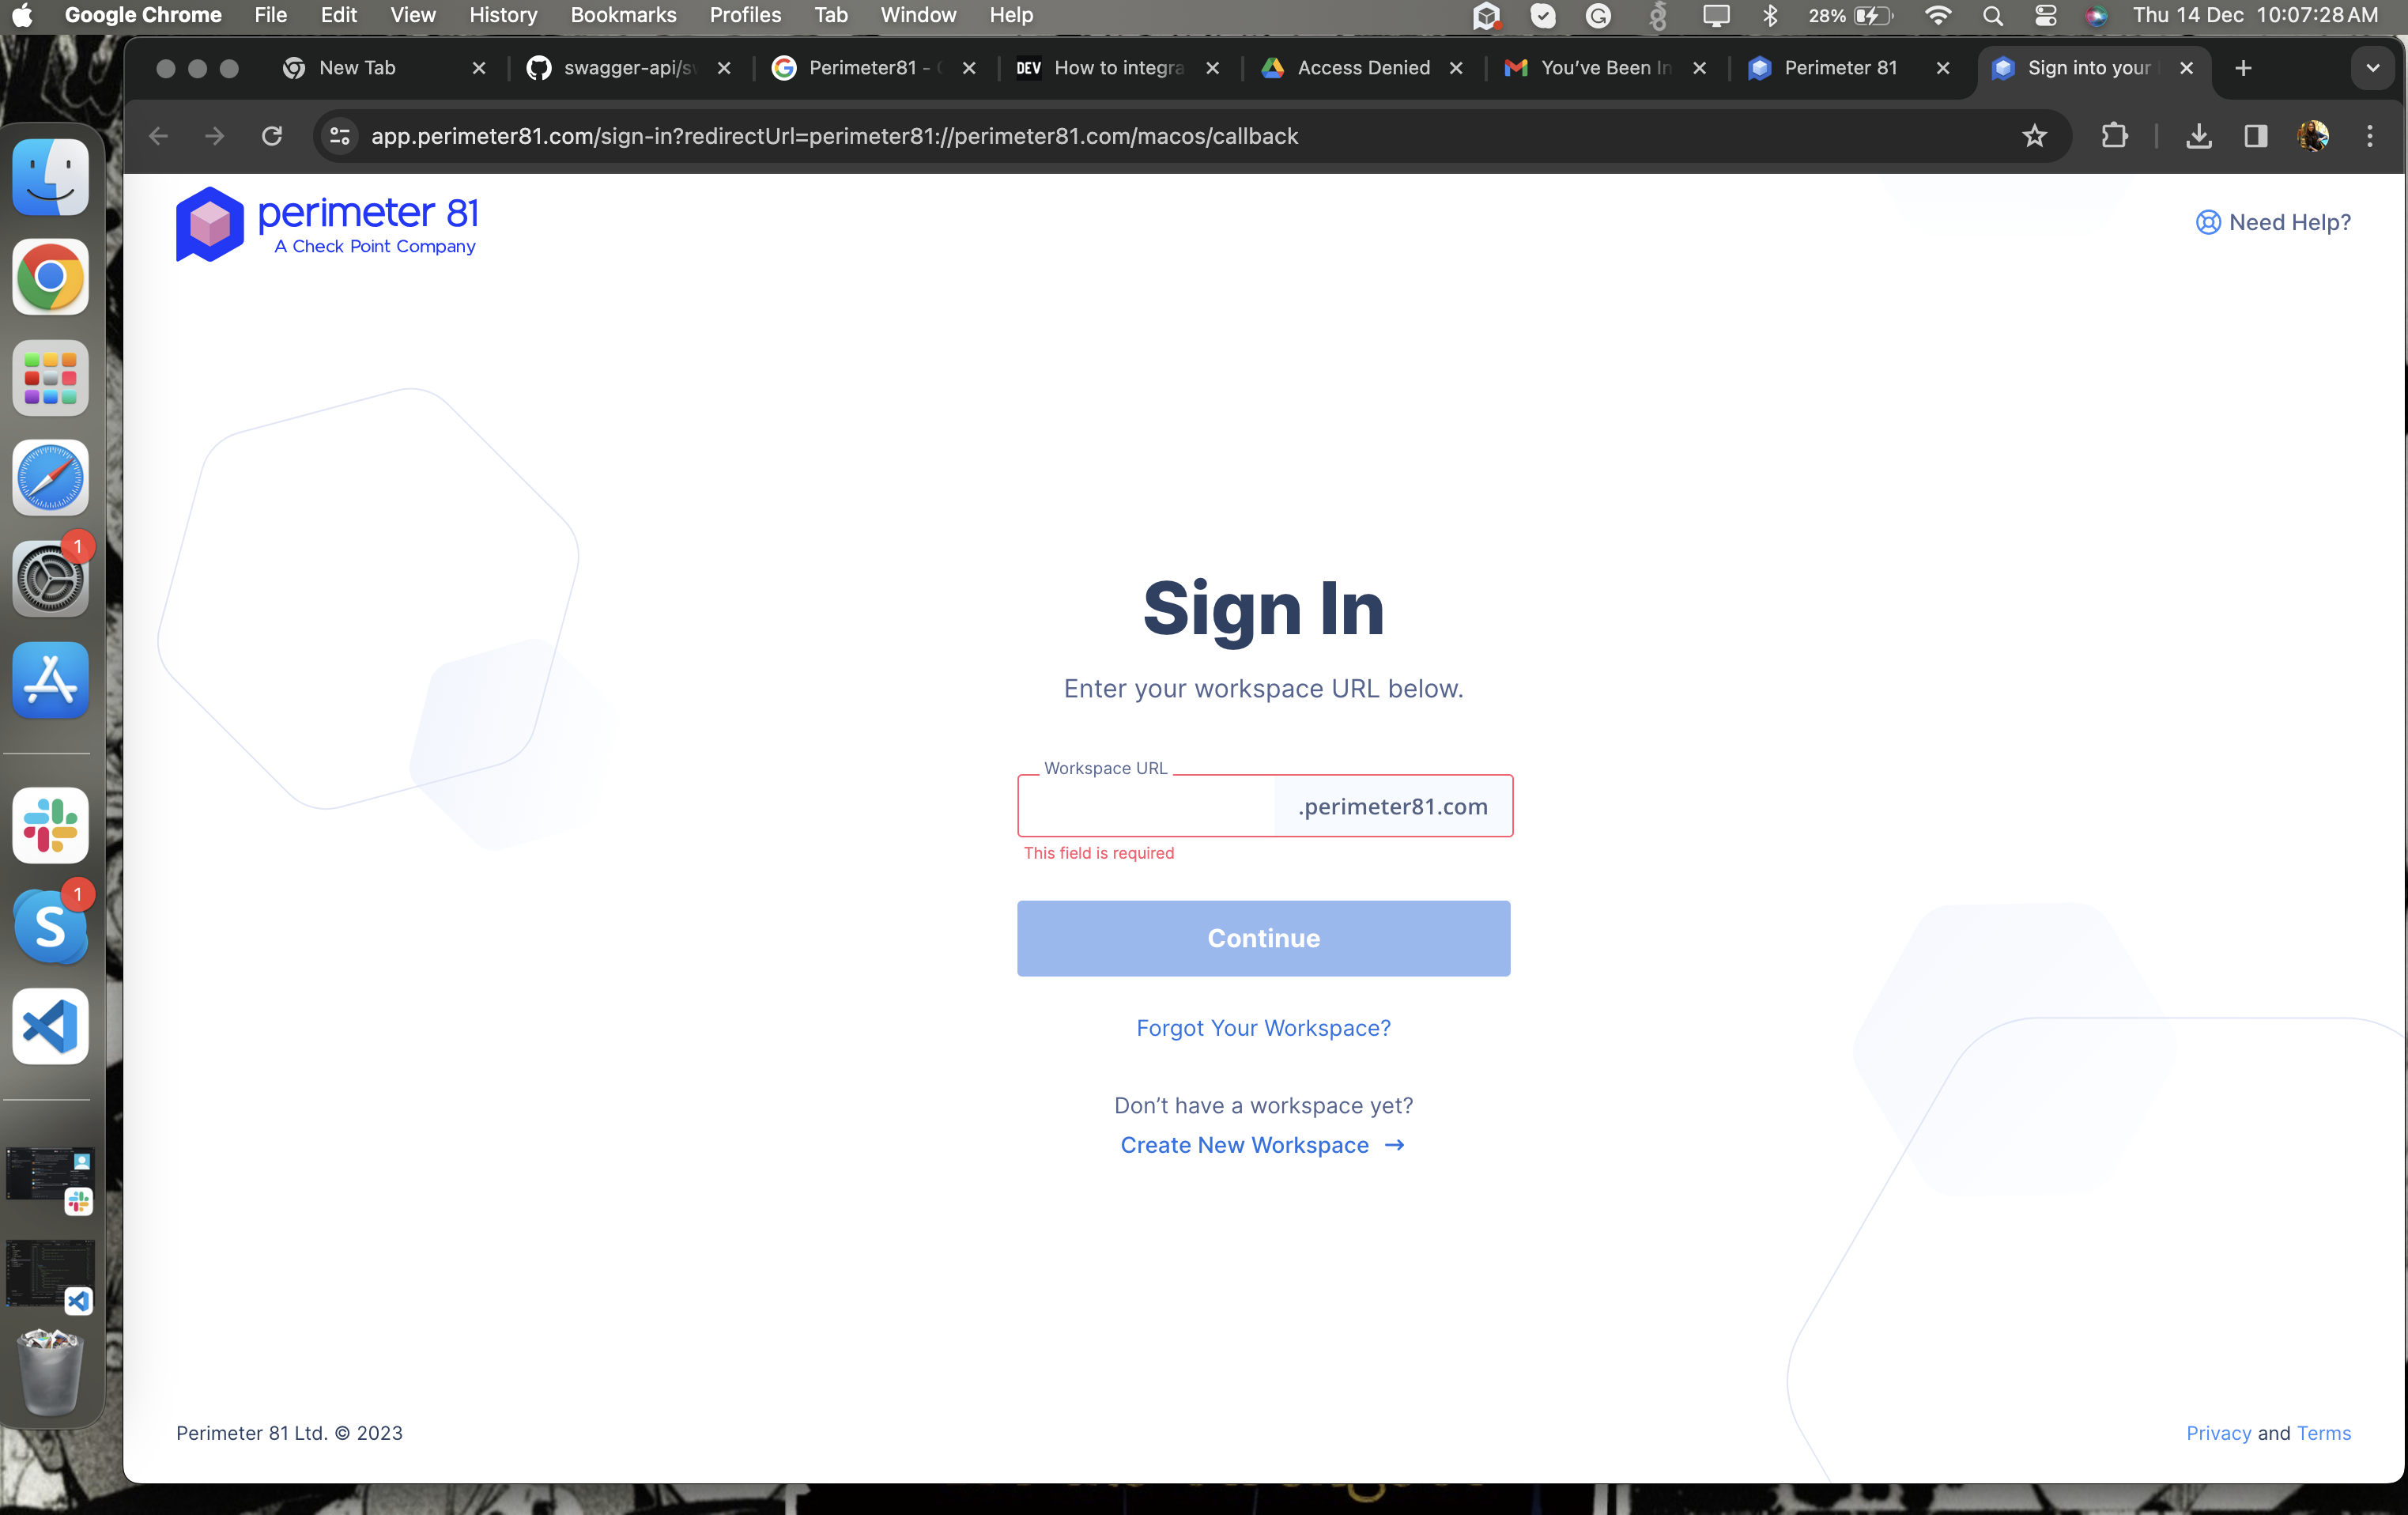 Google Chrome File Edit View History Bookmarks Profiles Tab Window Help 28% Thu 14 Dec 10:07:28 AM
New Tab swagger-api/sw Perimeter81 - DEV How to integra Access Denied You've Been In Perimeter 81 Sign into your
app.perimeter81.com/sign-in?redirectUrl=perimeter81://perimeter81.com/macos/callback
perimeter 81
A Check Point Company
Need Help?
1
Sign In
Enter your workspace URL below.
Workspace URL
.perimeter81.com
This field is required
1
S
Continue
Forgot Your Workspace?
Don't have a workspace yet?
Create New Workspace →
Perimeter 81 Ltd. © 2023
Privacy and Terms